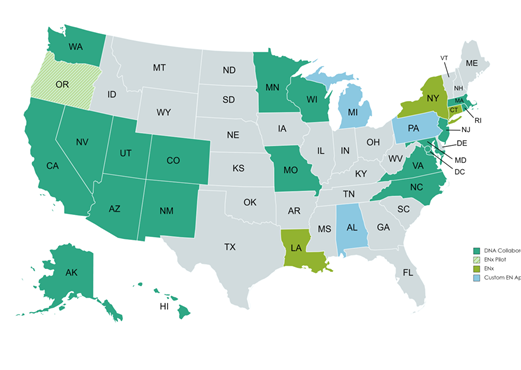 VT
ME
WA
MT
ND
MN
OR
ID
NH
SD
WI
NY
MA
WY
MI
CT
RI
IA
PA
NJ
NE
NV
OH
DE
UT
IL
IN
CO
WV
MD
CA
KS
MO
VA
DC
KY
NC
TN
AZ
NM
OK
AR
SC
MS
AL
GA
TX
LA
DNA Collabor
ENx Pilot
FL
ENx
AK
Custom EN Ap
HI